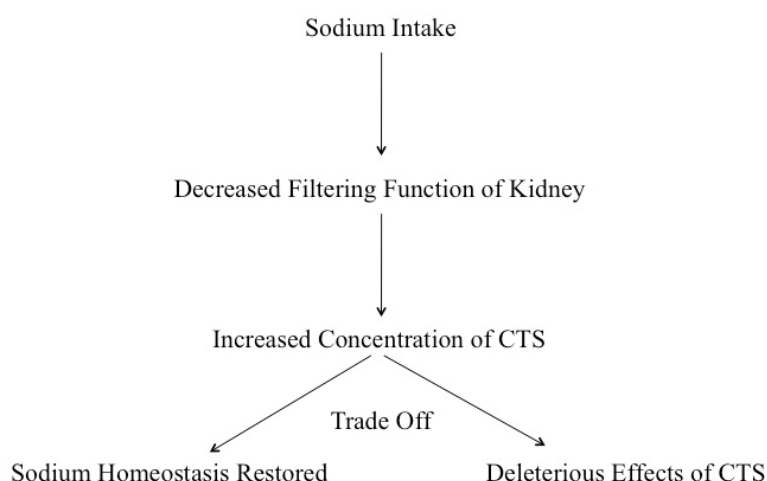 Sodium Intake
Decreased Filtering Function of Kidney
Increased Concentration of CTS
Trade Off
Sodium Homeostasis Restored
Deleterious Effects of CTS